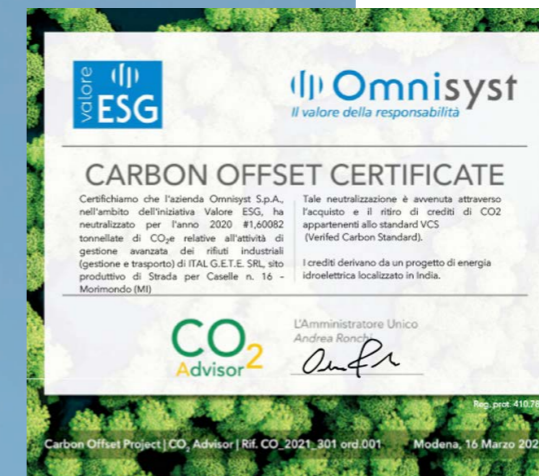 valore
ESG
Omnisyst
Il valore della responsabilità
CARBON OFFSET CERTIFICATE
Certifichiamo che l'azienda Omnisyst S.p.A.,
nell'ambito dell'iniziativa Valore ESG, ha
neutralizzato per l'anno 2020 #1,60082
tonnellate di CO₂e relative all'attività di
gestione avanzata dei rifiuti industriali
(gestione e trasporto) di ITAL G.E.T.E. SRL, sito
produttivo di Strada per Caselle n. 16 -
Morimondo (MI)
Tale neutralizzazione è avvenuta attraverso
l'acquisto e il ritiro di crediti di CO2
appartenenti allo standard VCS
(Verifed Carbon Standard).
I crediti derivano da un progetto di energia
idroelettrica localizzato in India.
CO2
Advisor
L'Amministratore Unico
Andrea Ronchi
Reg. prot. 410.78
Carbon Offset Project | CO₂ Advisor | Rif. CO_2021_301 ord.001
Modena, 16 Marzo 202